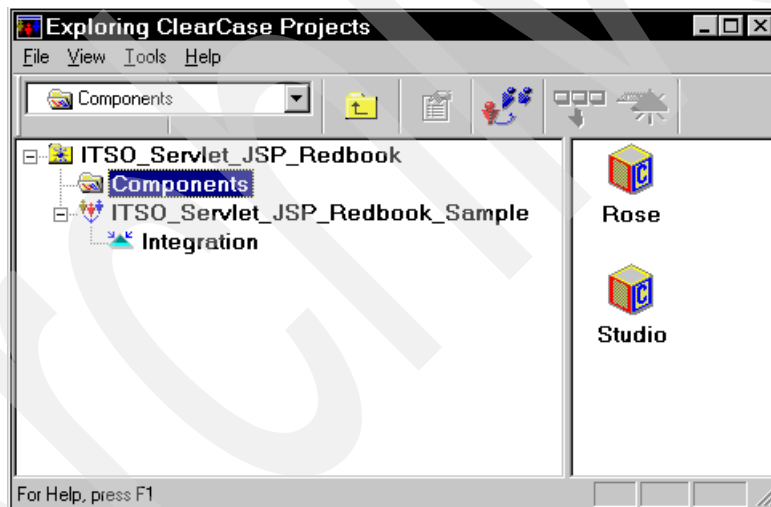 Exploring ClearCase Projects
File View Tools Help
Components
ITSO_Servlet_JSP_Redbook
Components
ITSO_Servlet_JSP_Redbook_Sample
Integration
Rose
Studio
For Help, press F1